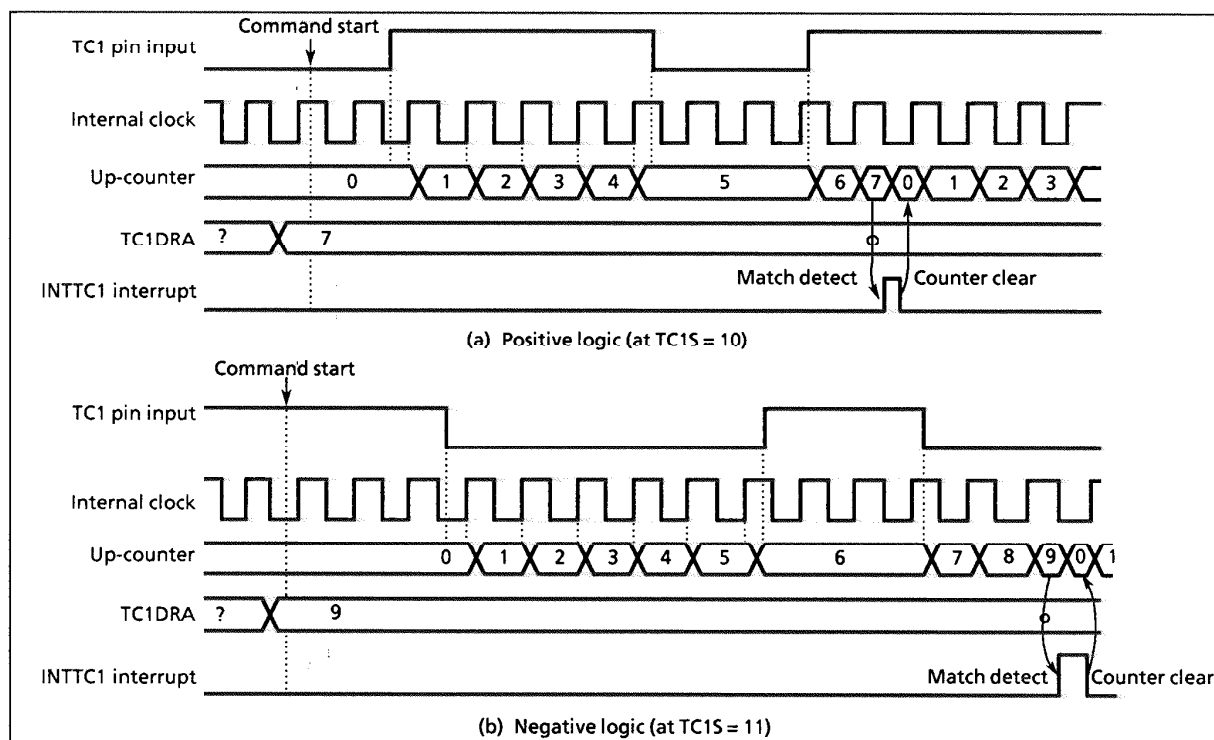 Command start
TC1 pin input
Internal clock
Up-counter 0 1 2 3 4 5 6 7 0 1 2 3
TC1DRA ? 7
Match detect Counter clear
INTTC1 interrupt
(a) Positive logic (at TC1S = 10)
Command start
TC1 pin input
Internal clock
Up-counter 0 1 2 3 4 5 6 7 8 9 0 1
TC1DRA ? 9
INTTC1 interrupt Match detect Counter clear
(b) Negative logic (at TC1S = 11)